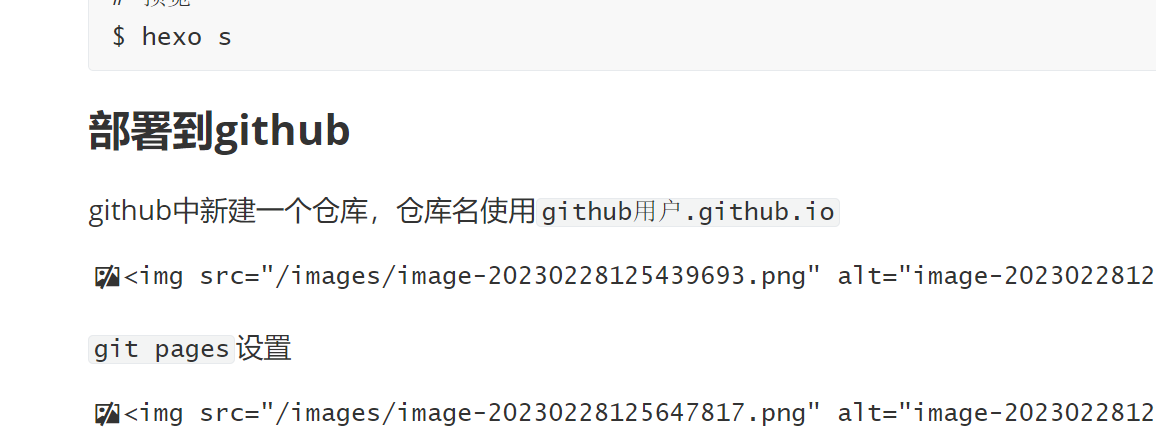 $ hexo s
部署到github
github中新建一个仓库，仓库名使用github用户.github.io
<img src="/images/image-20230228125439693.png" alt="image-2023022812
git pages设置
<img src="/images/image-20230228125647817.png" alt="image-2023022812